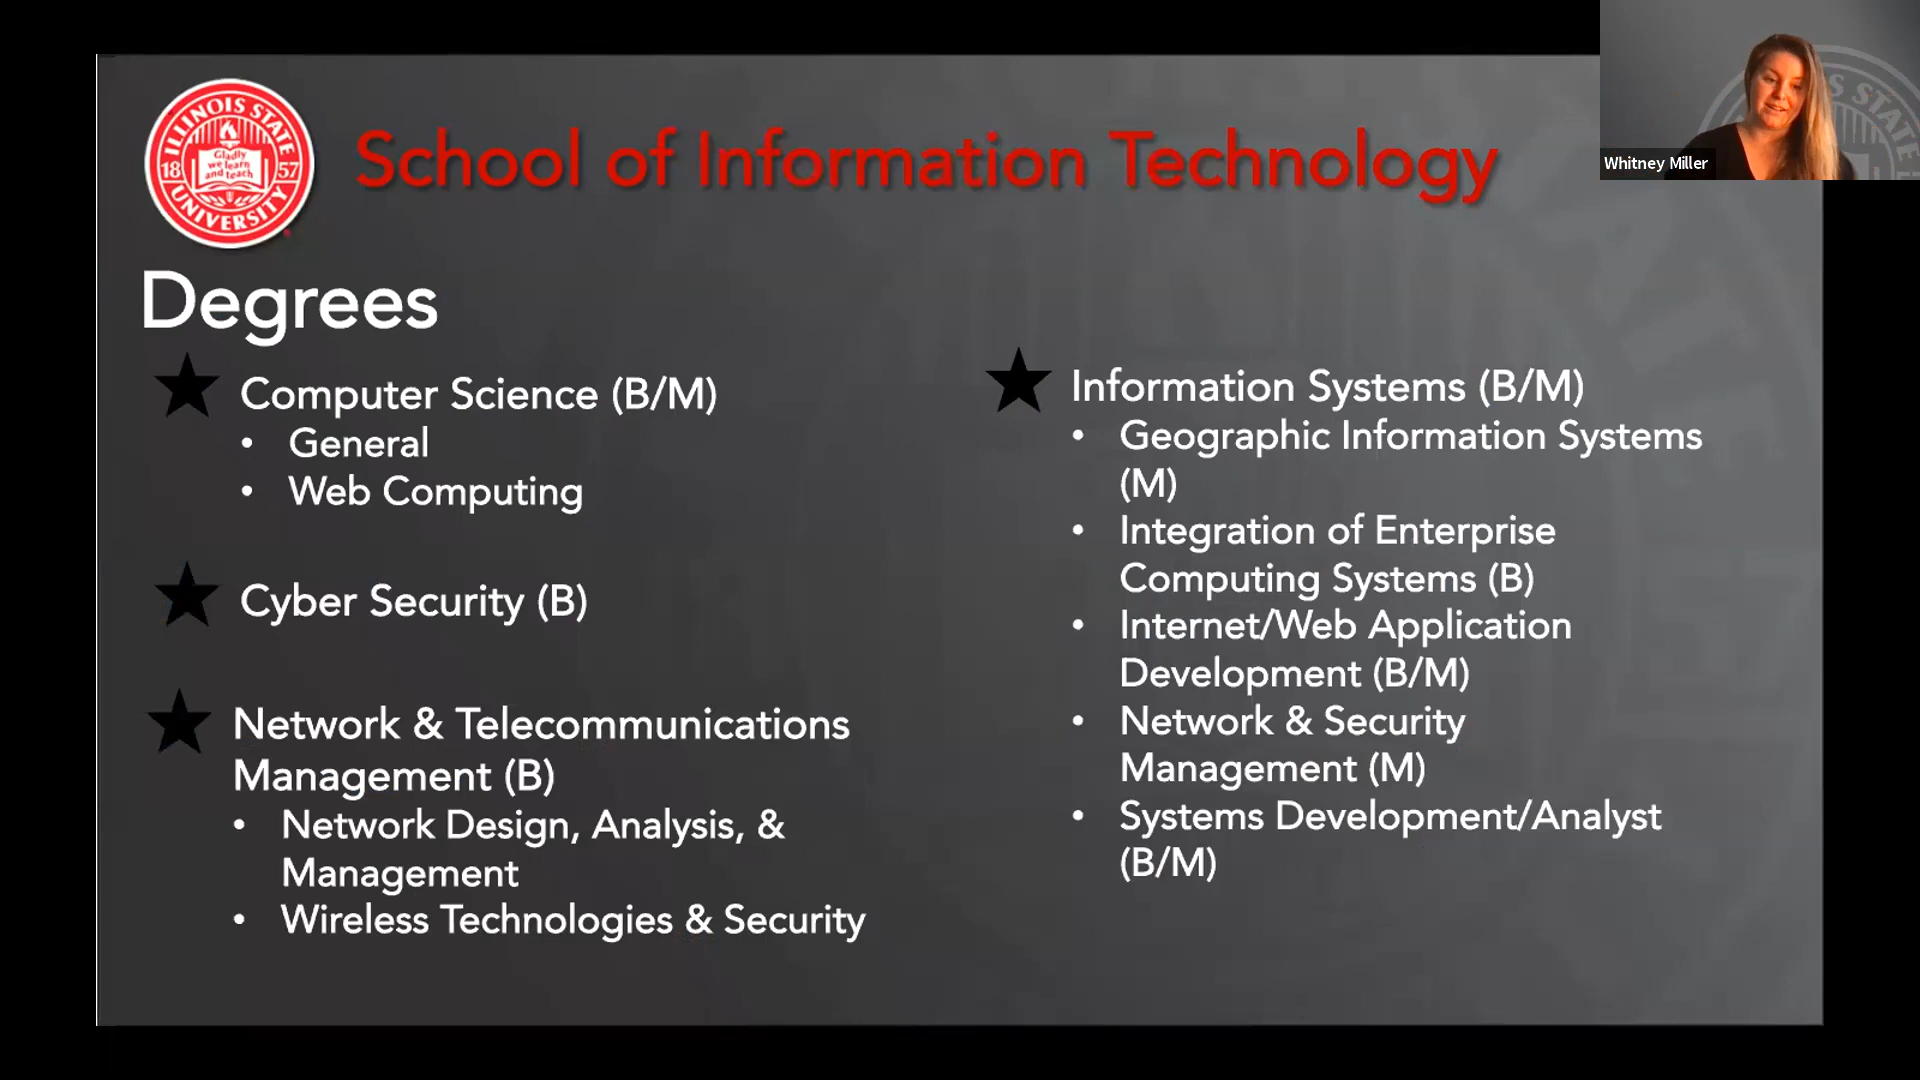 ILLINOIS STATE
UNIVERSITY
18 57
Gladly
we learn
and teach
School of Information Technology
S STATE
Whitney Miller
Degrees
Computer Science (B/M)
• General
• Web Computing
Cyber Security (B)
Network & Telecommunications
Management (B)
• Network Design, Analysis, &
Management
• Wireless Technologies & Security
Information Systems (B/M)
• Geographic Information Systems
(M)
• Integration of Enterprise
Computing Systems (B)
• Internet/Web Application
Development (B/M)
• Network & Security
Management (M)
• Systems Development/Analyst
(B/M)